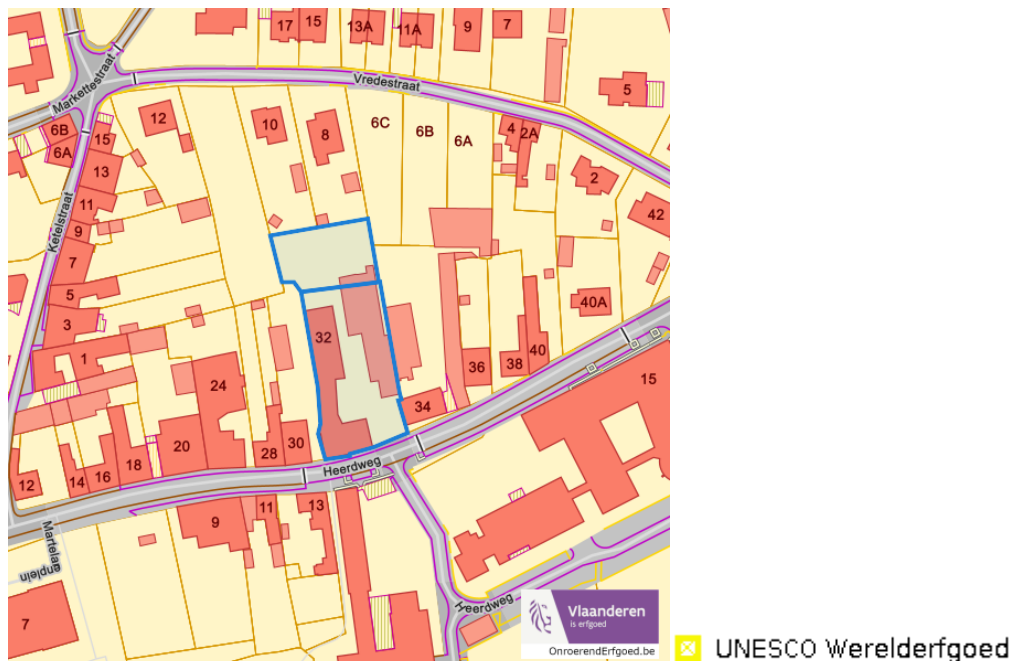 17 15 13A 11A 9 7
Vredestraat
5
Markettestraat
12 10 8 6C 6B 6A 4 2A
6B 15
6A
13
2
11
42
Ketelstraat
9
7
5
40A
3
32
1
40
36 38
24
15
34
20
30
28
18
16
14
12
Heerdweg
9 11 13
Martelaarenplein
Heerdweg
7
Vlaanderen
is erfgoed
OnroerendErfgoed.be
UNESCO Werelderfgoed